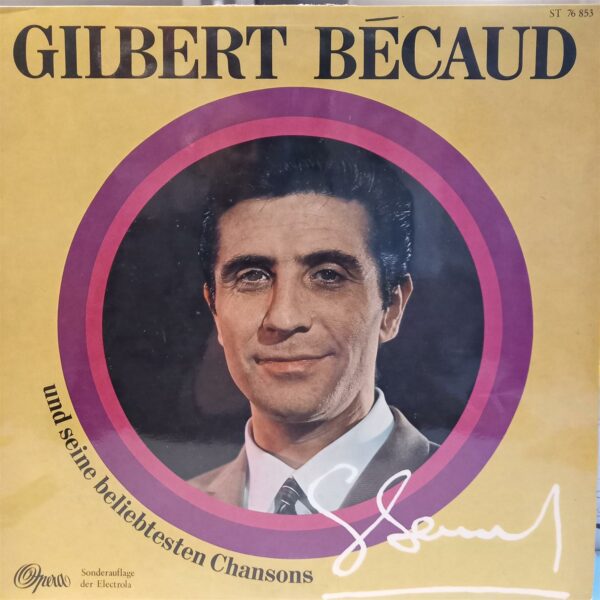 ST 76 853
GILBERT BÉCAUD
und seine beliebtesten Chansons
Opera
Sonderauflage
der Electrola